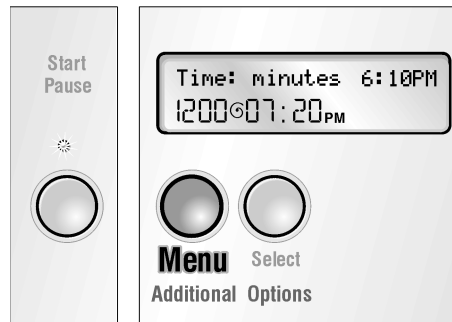 Start
Pause
Time: minutes 6:10PM
1200 07:20PM
Menu
Select
Additional Options